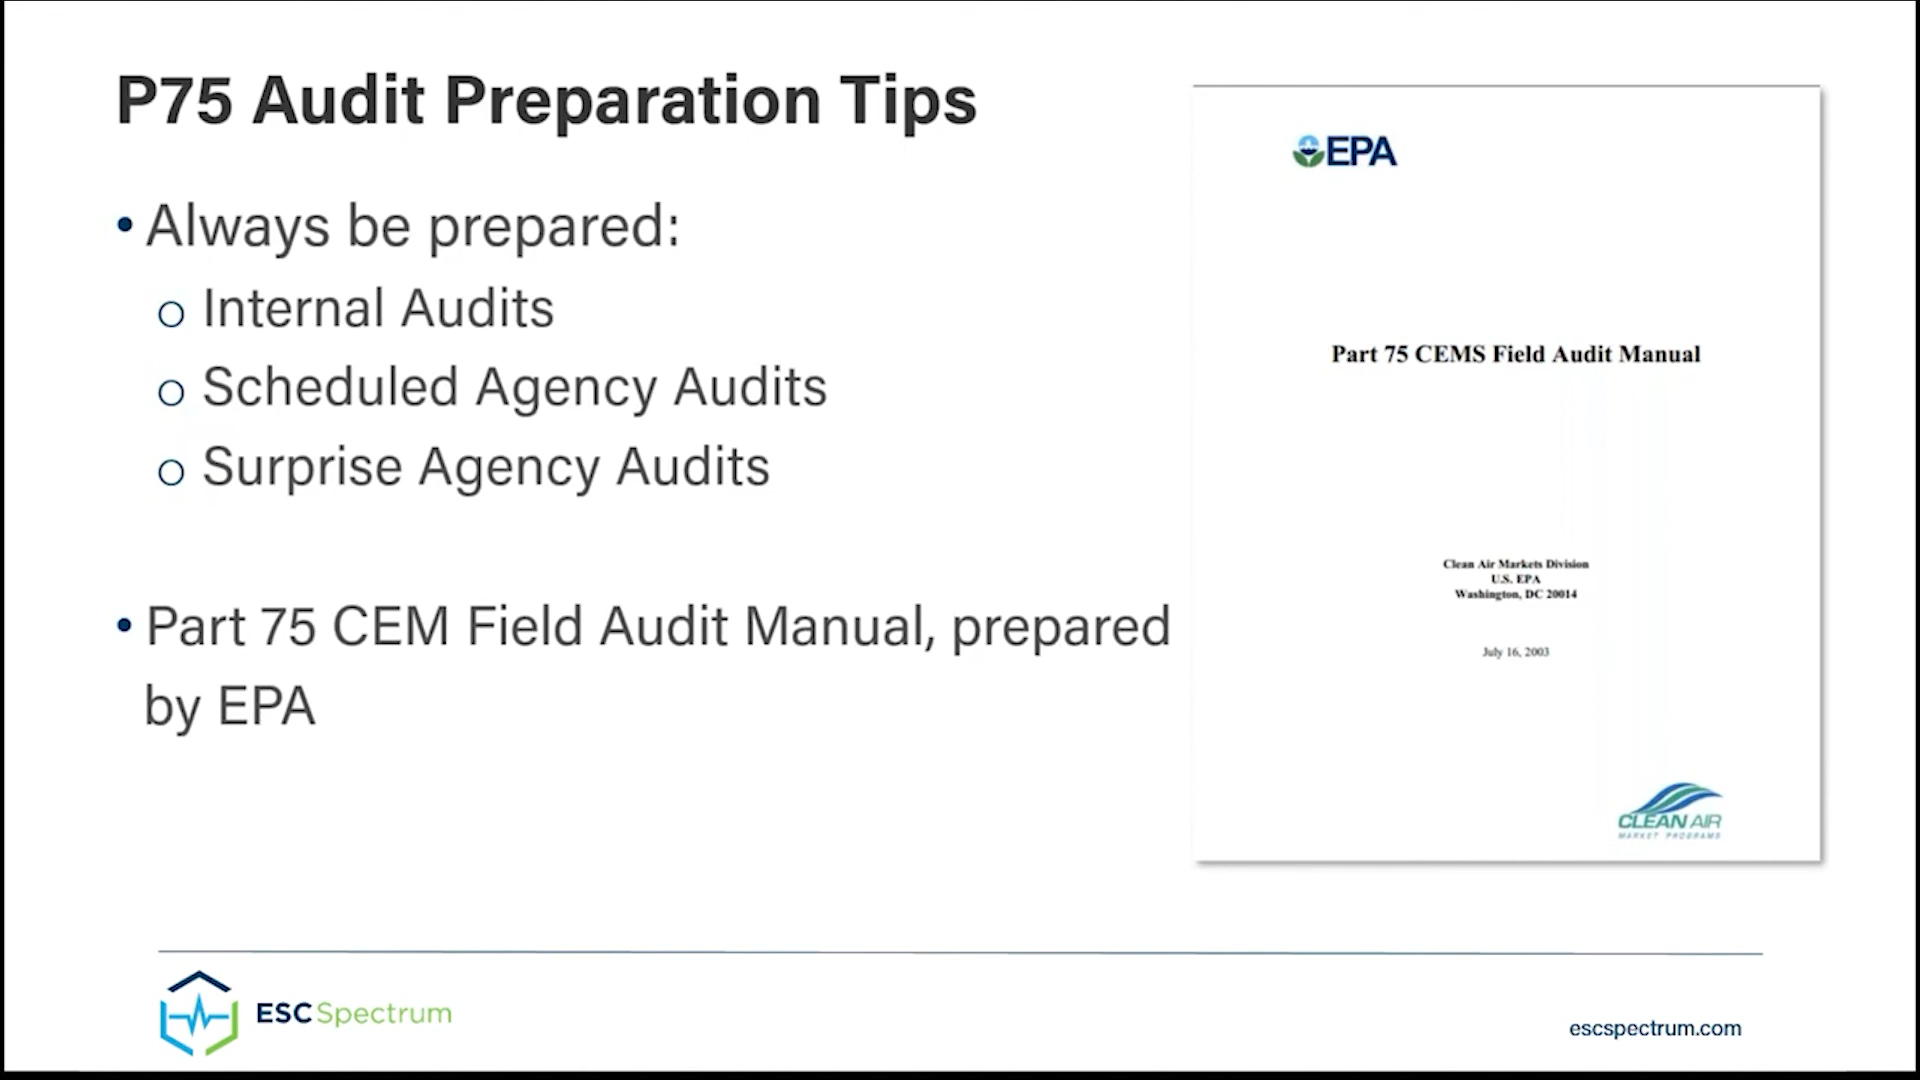 P75 Audit Preparation Tips
• Always be prepared:
o Internal Audits
o Scheduled Agency Audits
o Surprise Agency Audits
• Part 75 CEM Field Audit Manual, prepared
by EPA
EPA
Part 75 CEMS Field Audit Manual
Clean Air Markets Division
U.S. EPA
Washington, DC 20014
July 16, 2003
CLEAN AIR
MARKET PROGRAMS
ESC Spectrum
escspectrum.com